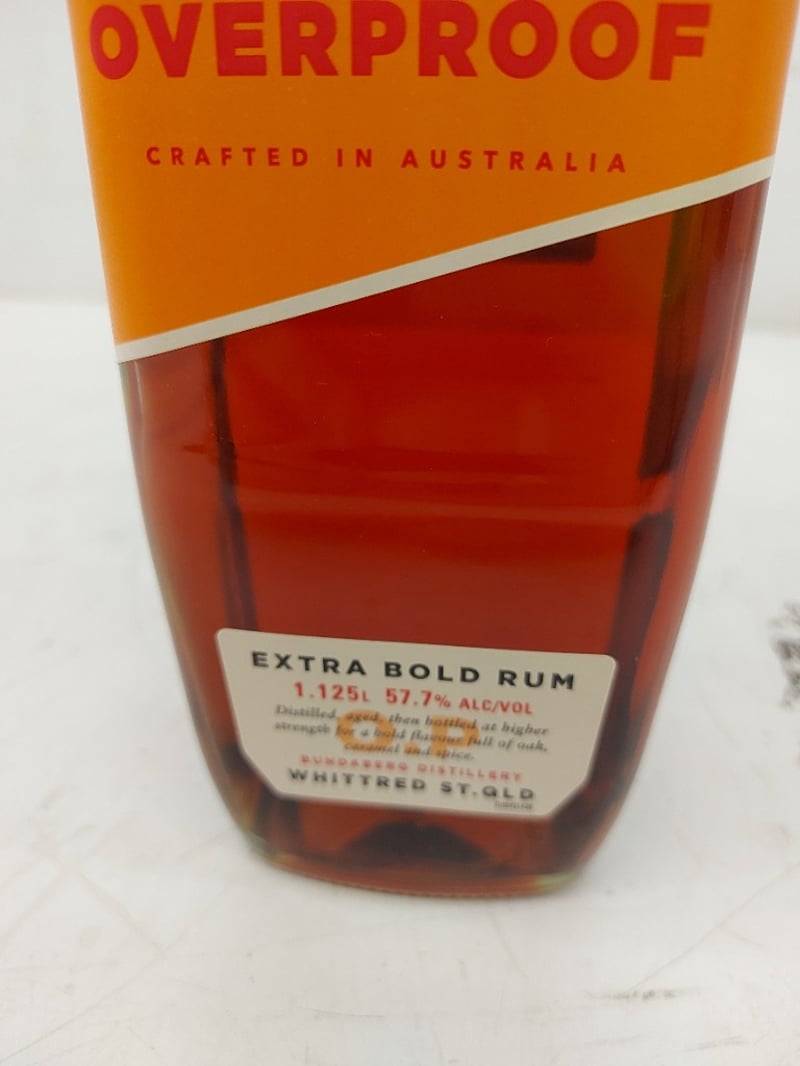 OVERPROOF
CRAFTED IN AUSTRALIA
EXTRA BOLD RUM
1.125L 57.7% ALC/VOL
Distilled, aged, then bottled at higher
strength for a bold flavour full of oak,
caramel and spice.
BUNDABERG DISTILLERY
WHITTRED ST.QLD